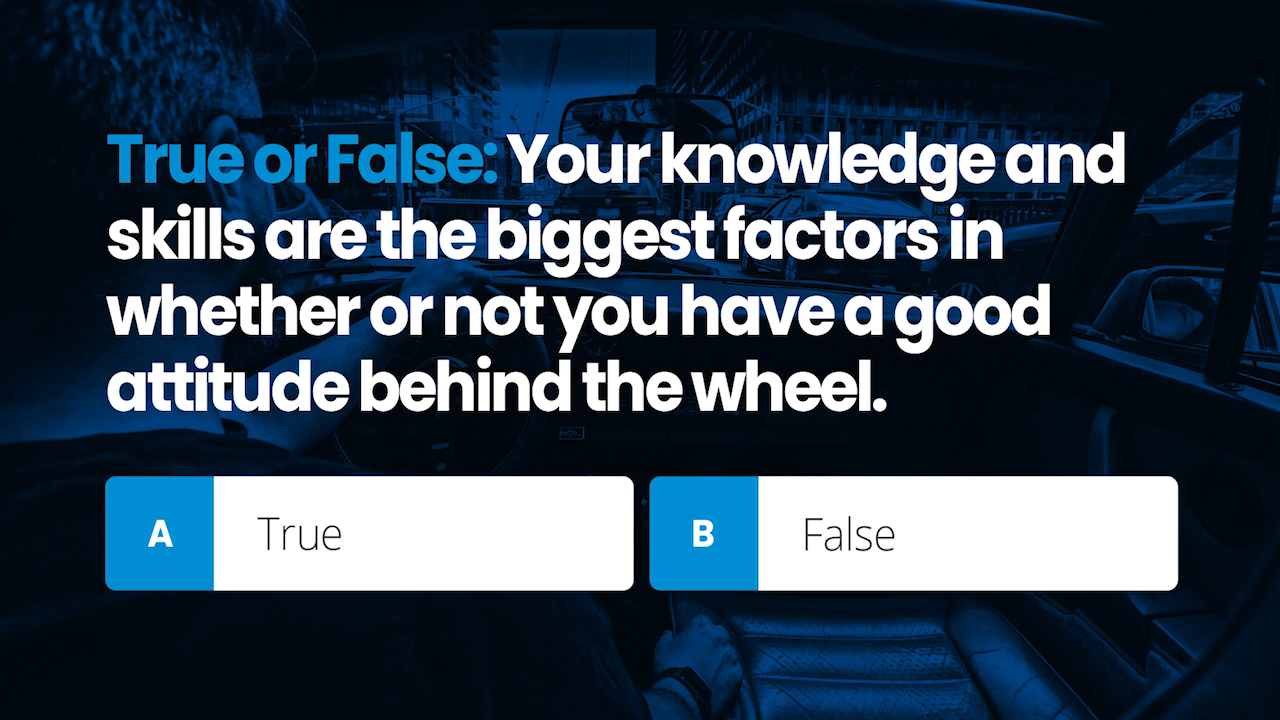 True or False: Your knowledge and
skills are the biggest factors in
whether or not you have a good
attitude behind the wheel.
A True
B False